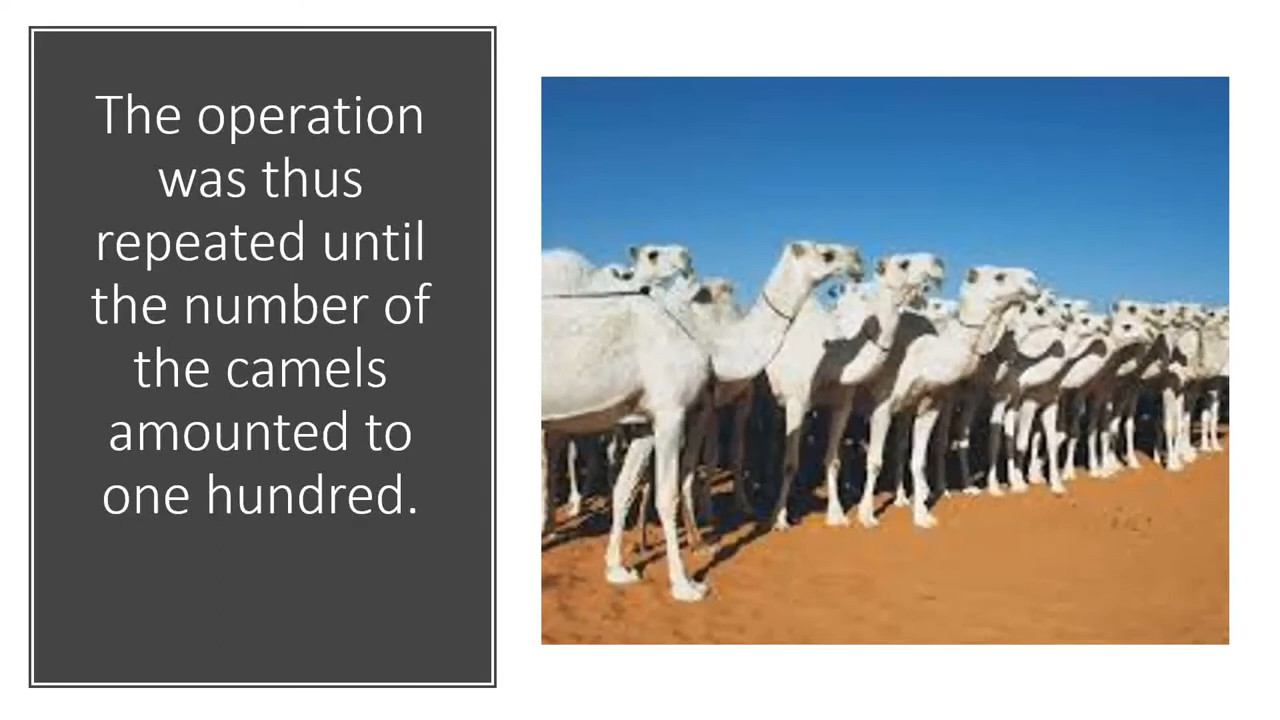 The operation
was thus
repeated until
the number of
the camels
amounted to
one hundred.